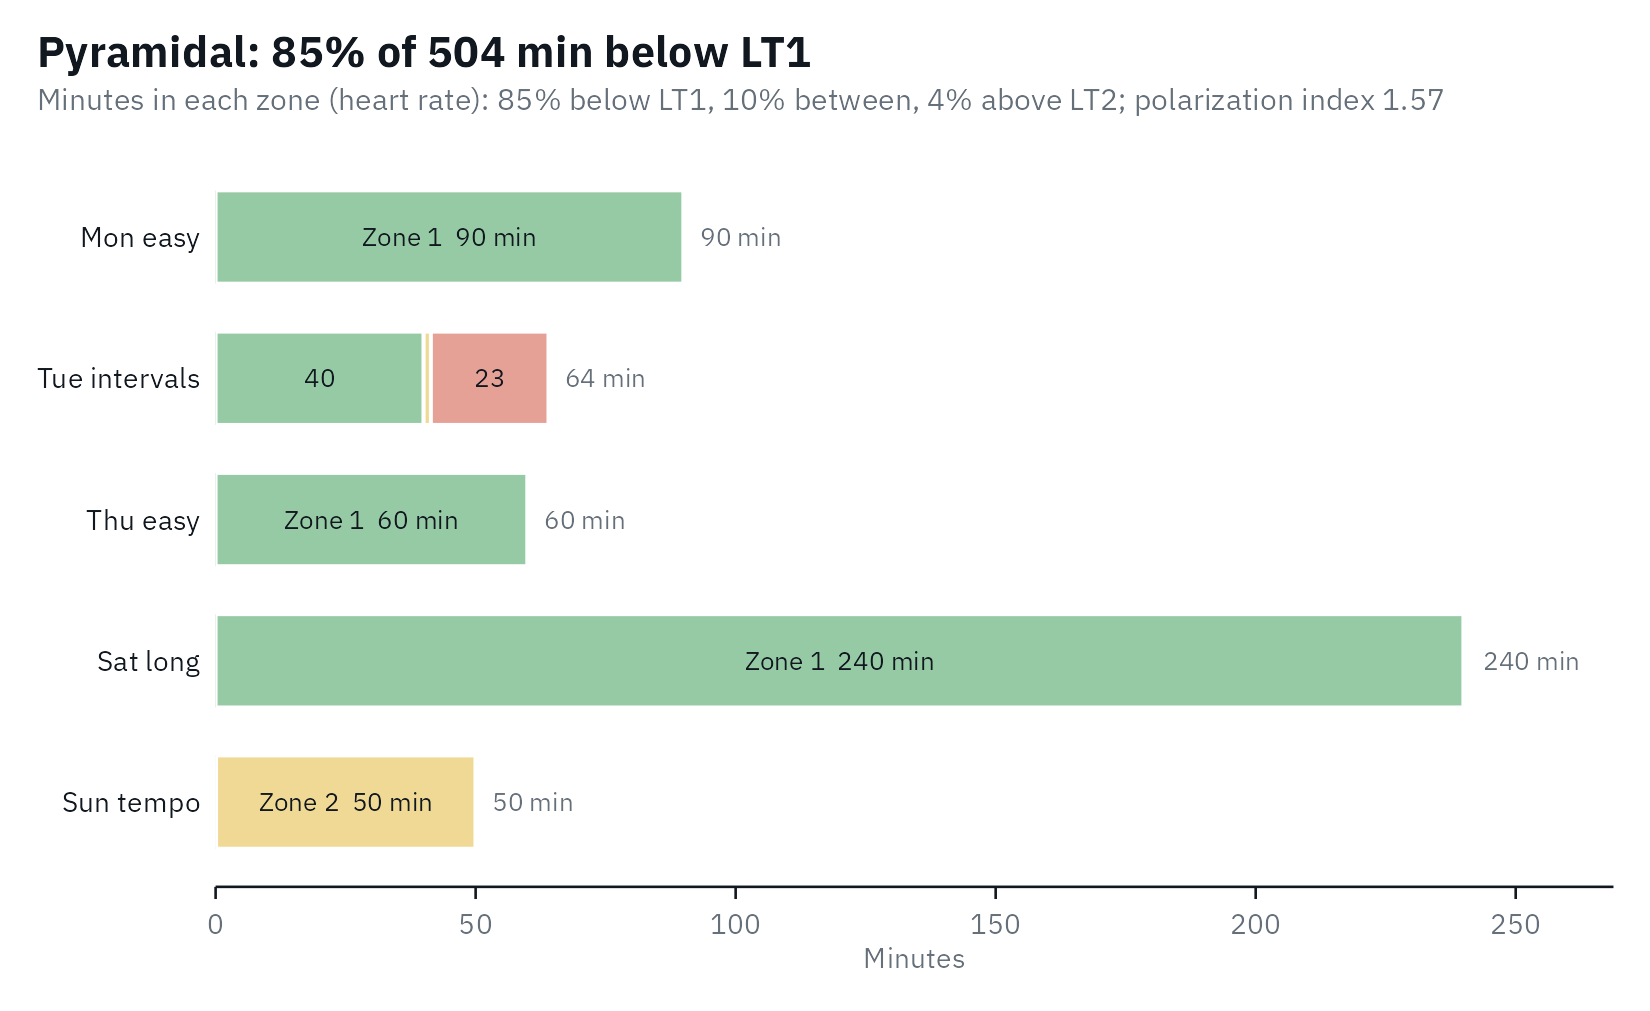 Pyramidal: 85% of 504 min below LT1
Minutes in each zone (heart rate): 85% below LT1, 10% between, 4% above LT2; polarization index 1.57
Mon easy Zone 1 90 min 90 min
Tue intervals 40 23 64 min
Thu easy Zone 1 60 min 60 min
Sat long Zone 1 240 min 240 min
Sun tempo Zone 2 50 min 50 min
0 50 100 150 200 250
Minutes